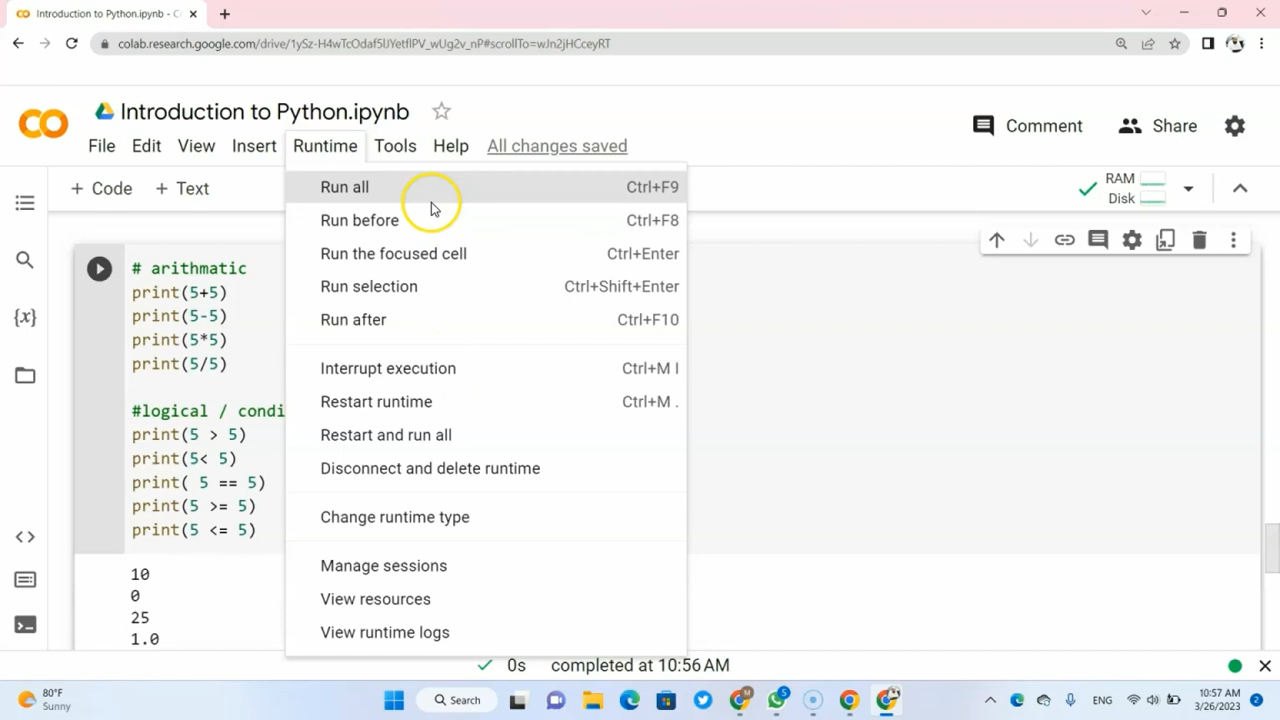 Introduction to Python.ipynb - C
colab.research.google.com/drive/1ySz-H4wTcOdaf5lJYetflPV_wUg2v_nP#scrollTo=wJn2jHCceyRT
CO
Introduction to Python.ipynb
Comment
Share
File Edit View Insert Runtime Tools Help All changes saved
+ Code + Text
RAM
Disk
Run all Ctrl+F9
Run before Ctrl+F8
Run the focused cell Ctrl+Enter
Run selection Ctrl+Shift+Enter
Run after Ctrl+F10
Interrupt execution Ctrl+M I
Restart runtime Ctrl+M .
Restart and run all
Disconnect and delete runtime
Change runtime type
Manage sessions
View resources
View runtime logs
{x}
# arithmatic
print(5+5)
print(5-5)
print(5*5)
print(5/5)
#logical / condi
print(5 > 5)
print(5< 5)
print( 5 == 5)
print(5 >= 5)
print(5 <= 5)
10
0
25
1.0
0s completed at 10:56 AM
80°F
Sunny
Search
M
5
ENG
10:57 AM
3/26/2023
2